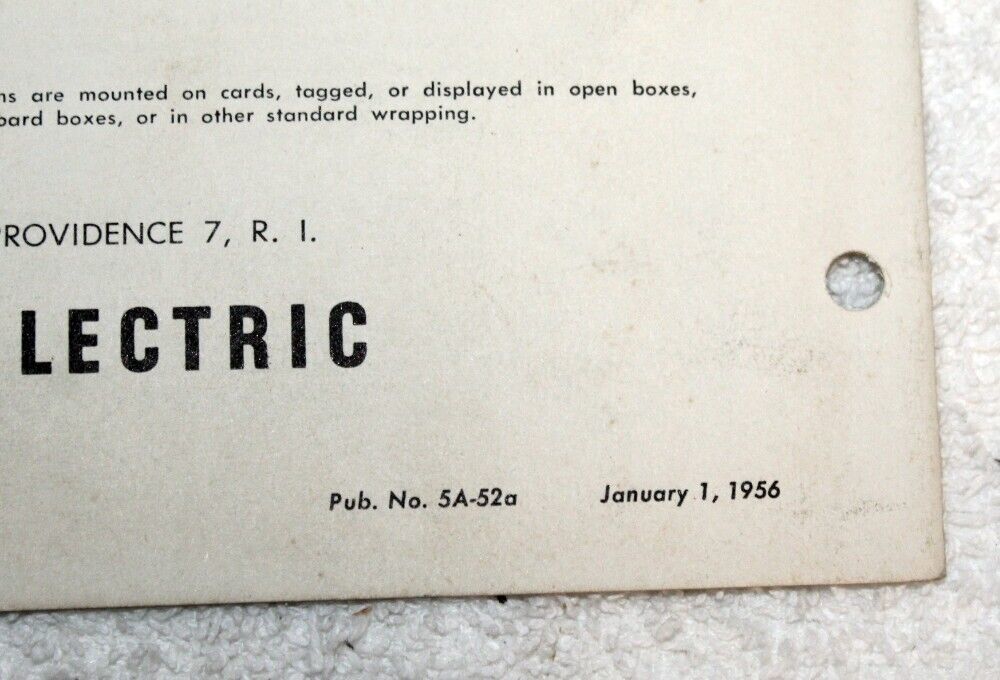 ns are mounted on cards, tagged, or displayed in open boxes,
oard boxes, or in other standard wrapping.
PROVIDENCE 7, R. I.
LECTRIC
Pub. No. 5A-52a January 1, 1956